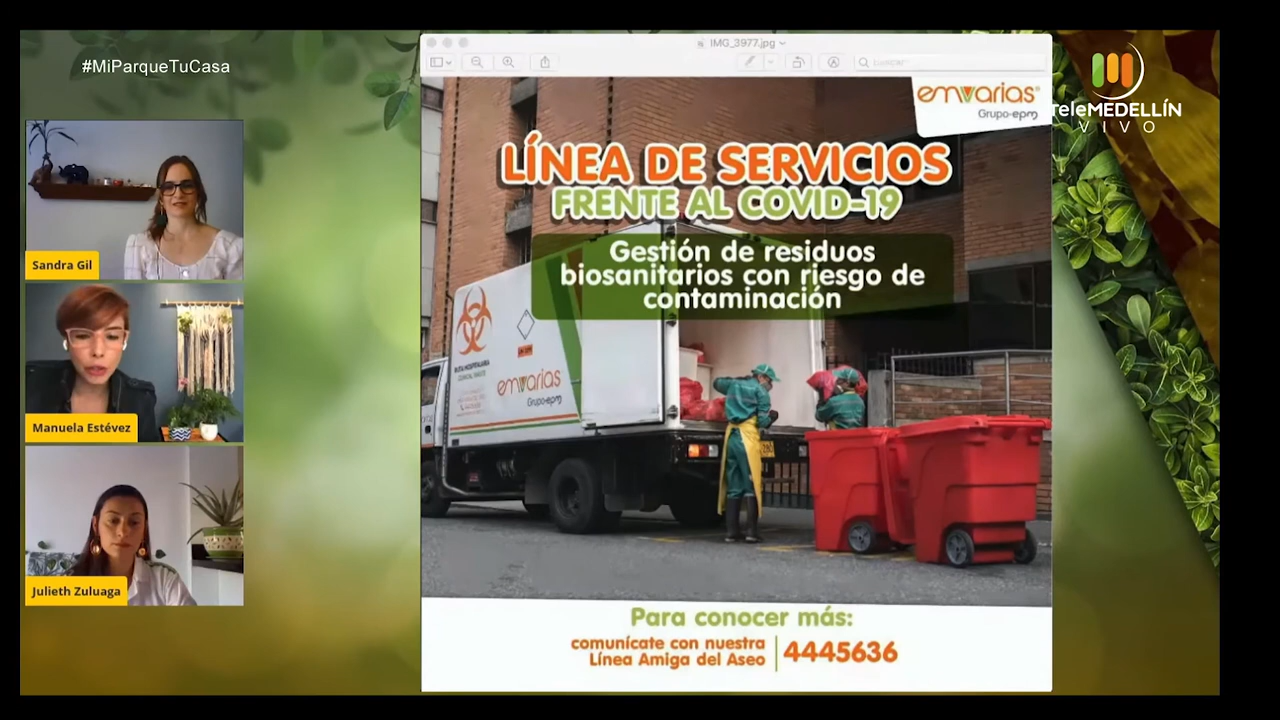 #MiParqueTuCasa
Sandra Gil
Manuela Estévez
Julieth Zuluaga
IMG_3977.jpg
Buscar
emvarias
Grupo-epm
TeleMEDELLÍN
VIVO
LÍNEA DE SERVICIOS
FRENTE AL COVID-19
Gestión de residuos
biosanitarios con riesgo de
contaminación
emvarias
Grupo-epm
Para conocer más:
comunícate con nuestra
Línea Amiga del Aseo
4445636